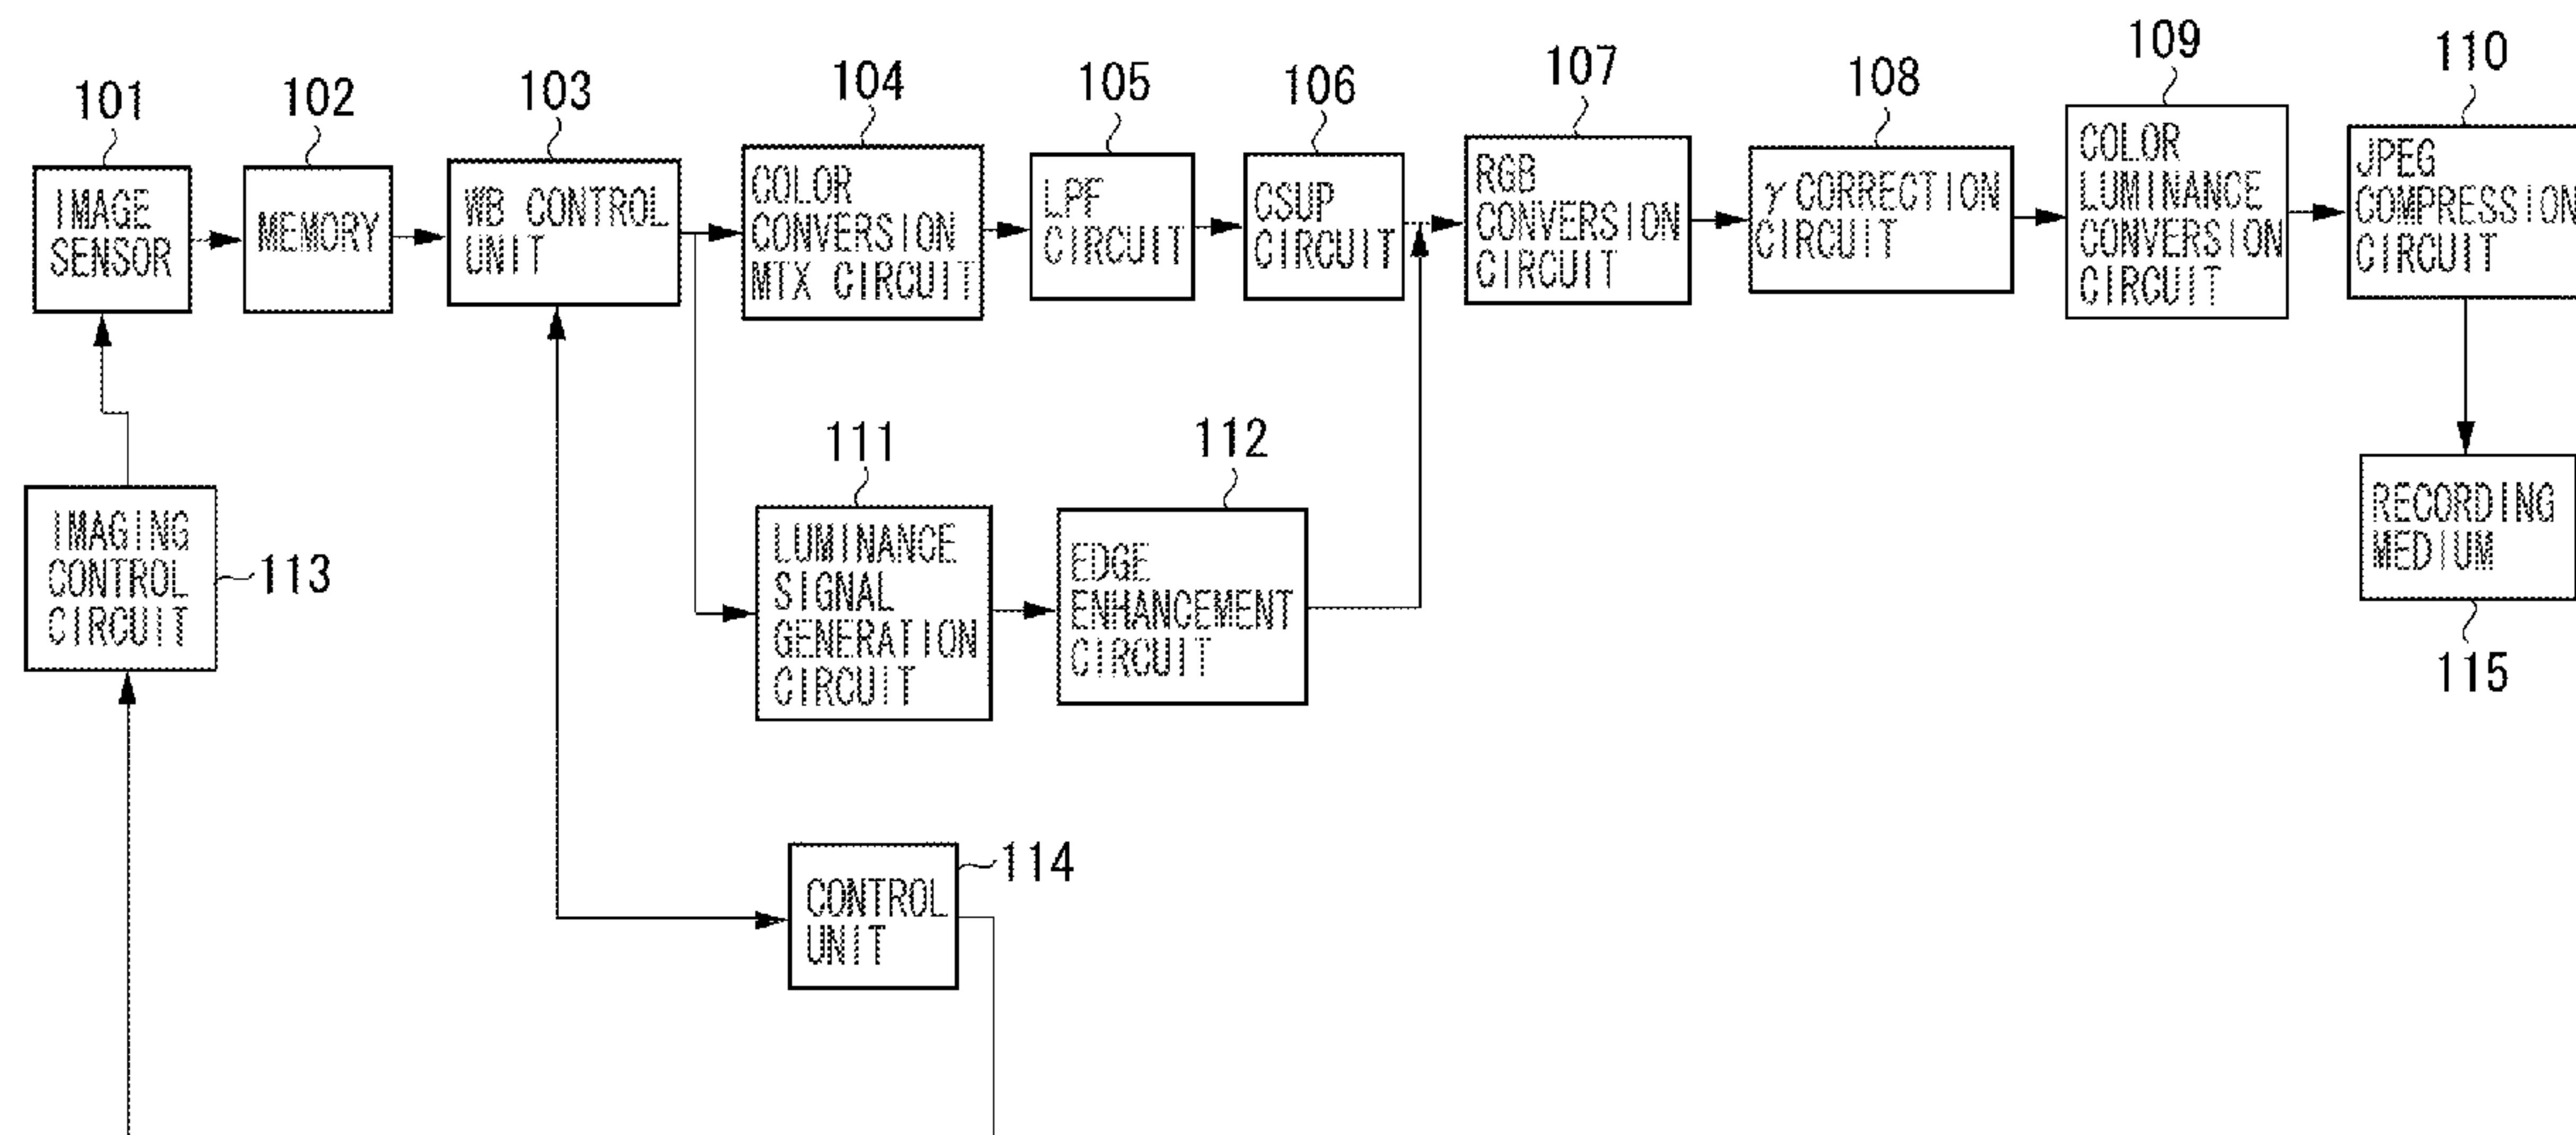 101
IMAGE
SENSOR
102
MEMORY
103
WB CONTROL
UNIT
104
COLOR
CONVERSION
MTX CIRCUIT
105
LPF
CIRCUIT
106
CSUP
CIRCUIT
107
RGB
CONVERSION
CIRCUIT
108
γ CORRECTION
CIRCUIT
109
COLOR
LUMINANCE
CONVERSION
CIRCUIT
110
JPEG
COMPRESSION
CIRCUIT
111
LUMINANCE
SIGNAL
GENERATION
CIRCUIT
112
EDGE
ENHANCEMENT
CIRCUIT
IMAGING
CONTROL
CIRCUIT
113
RECORDING
MEDIUM
115
114
CONTROL
UNIT